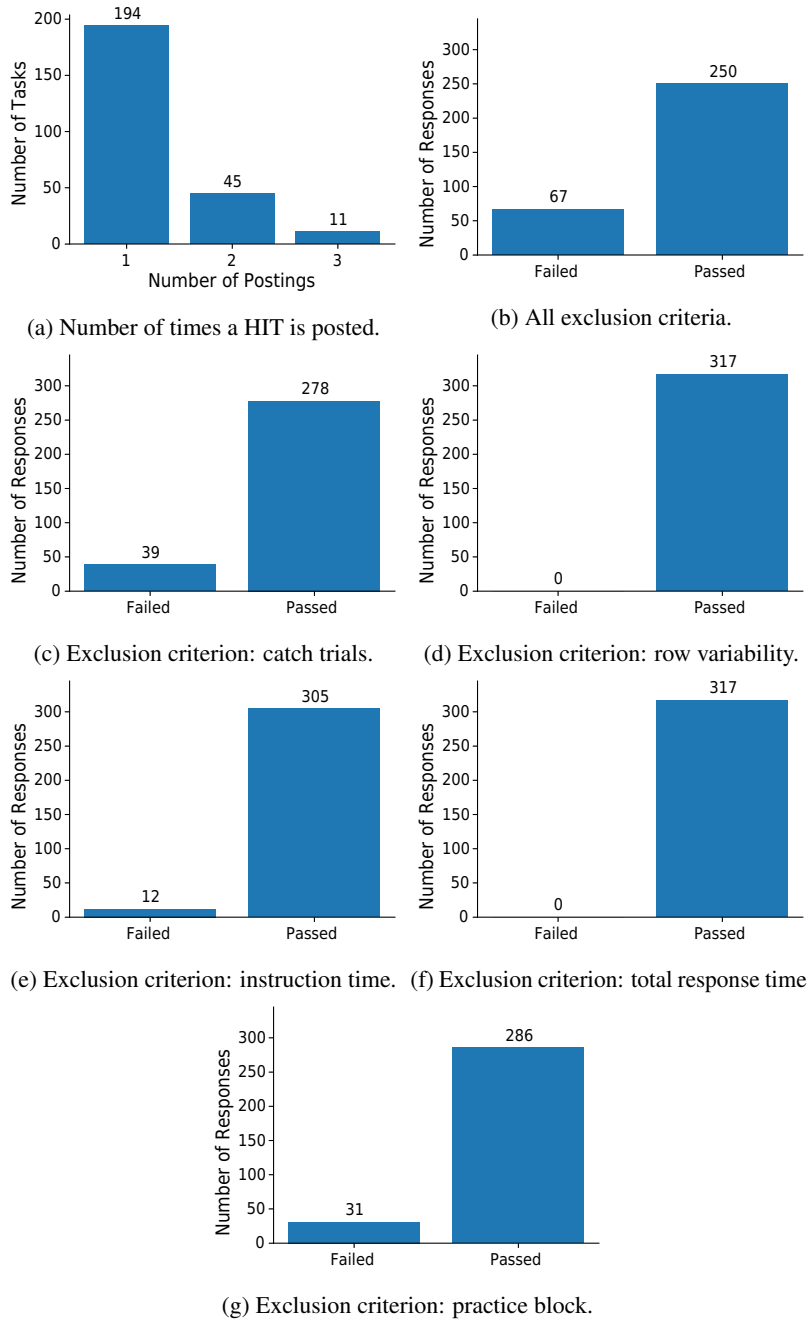 200
150
100
50
0
Number of Tasks
194
45
11
1 2 3
Number of Postings
(a) Number of times a HIT is posted.
300
250
200
150
100
50
0
Number of Responses
67
250
Failed Passed
(b) All exclusion criteria.
300
250
200
150
100
50
0
Number of Responses
39
278
Failed Passed
(c) Exclusion criterion: catch trials.
300
250
200
150
100
50
0
Number of Responses
0
317
Failed Passed
(d) Exclusion criterion: row variability.
300
250
200
150
100
50
0
Number of Responses
12
305
Failed Passed
(e) Exclusion criterion: instruction time.
300
250
200
150
100
50
0
Number of Responses
0
317
Failed Passed
(f) Exclusion criterion: total response time
300
250
200
150
100
50
0
Number of Responses
31
286
Failed Passed
(g) Exclusion criterion: practice block.